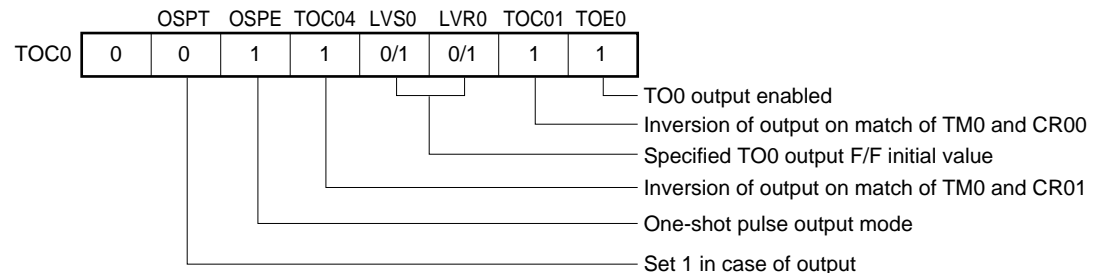 OSPT OSPE TOC04 LVS0 LVR0 TOC01 TOE0
TOC0 0 0 1 1 0/1 0/1 1 1
TO0 output enabled
Inversion of output on match of TM0 and CR00
Specified TO0 output F/F initial value
Inversion of output on match of TM0 and CR01
One-shot pulse output mode
Set 1 in case of output